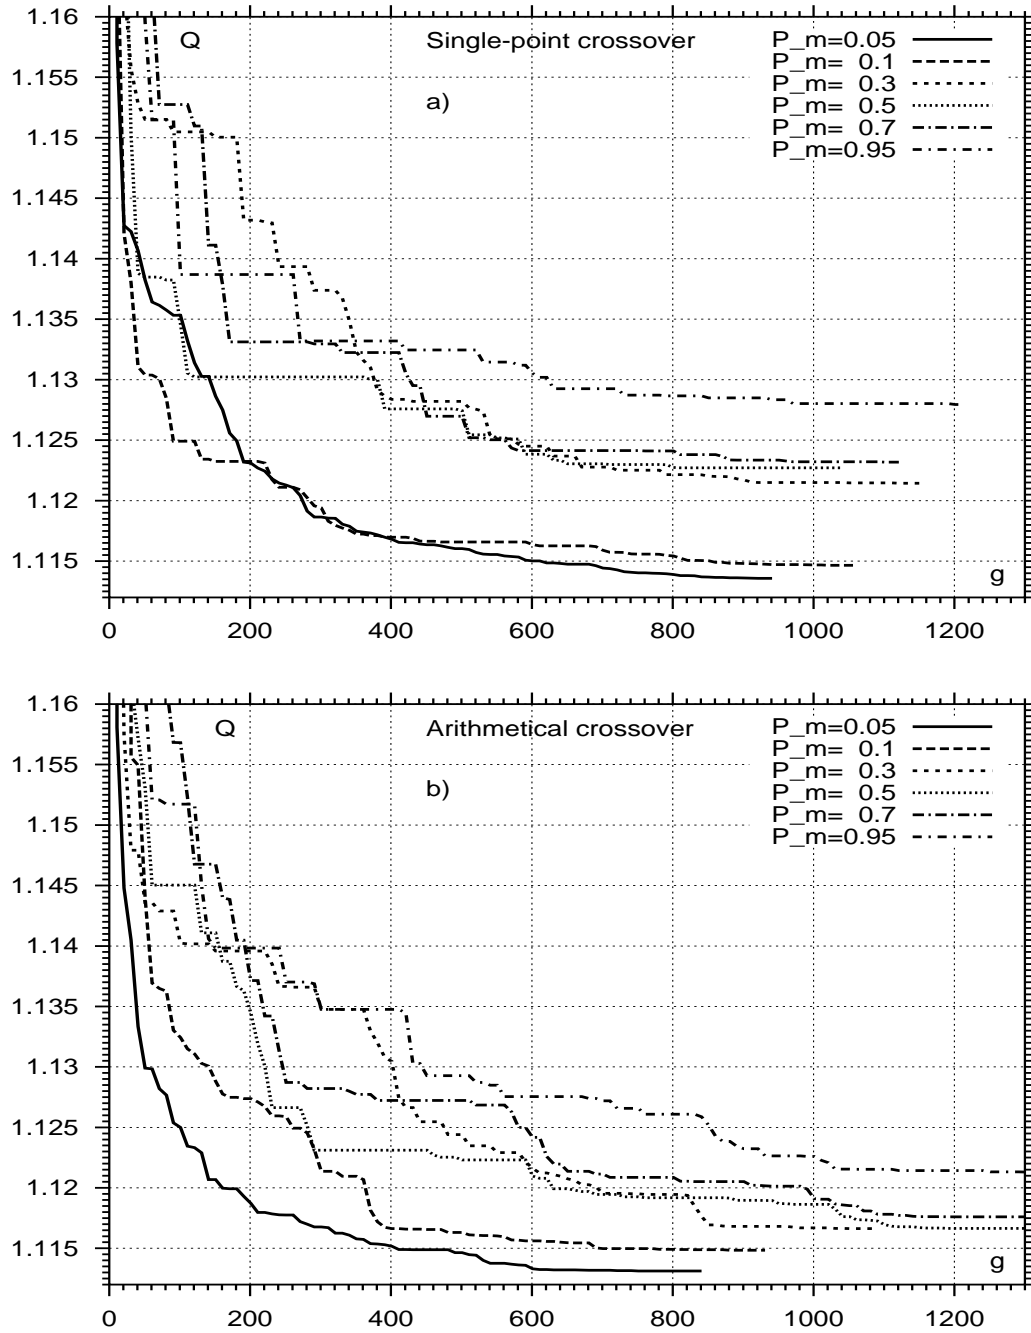 1.16
Q Single-point crossover P_m=0.05
1.155 P_m= 0.1
P_m= 0.3
a) P_m= 0.5
1.15 P_m= 0.7
P_m=0.95
1.145
1.14
1.135
1.13
1.125
1.12
1.115
g
0 200 400 600 800 1000 1200
1.16
Q Arithmetical crossover P_m=0.05
P_m= 0.1
1.155 P_m= 0.3
b) P_m= 0.5
P_m= 0.7
1.15 P_m=0.95
1.145
1.14
1.135
1.13
1.125
1.12
1.115
g
0 200 400 600 800 1000 1200